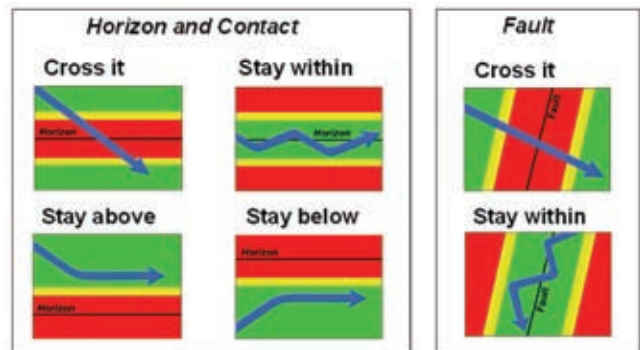 Horizon and Contact
Cross it
Horizon
Stay within
Horizon
Stay above
Horizon
Stay below
Horizon
Fault
Cross it
Fault
Stay within
Fault